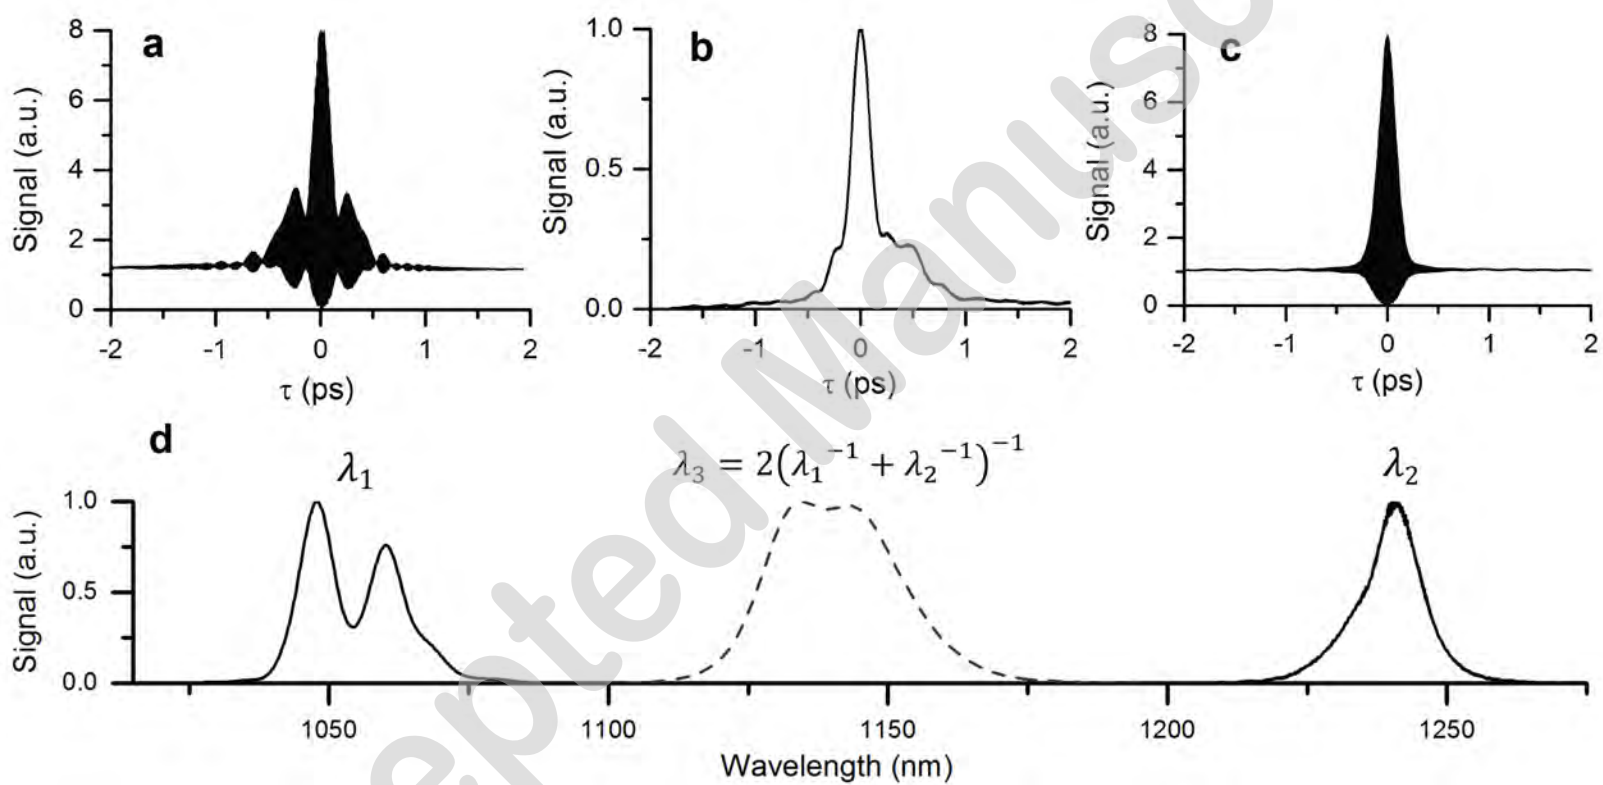 a
8
6
4
2
0
Signal (a.u.)
-2 -1 0 1 2
τ (ps)
b
1.0
0.5
0.0
Signal (a.u.)
-2 -1 0 1 2
τ (ps)
c
8
6
4
2
0
Signal (a.u.)
-2 -1 0 1 2
τ (ps)
d
λ₁
λ₃ = 2(λ₁⁻¹ + λ₂⁻¹)⁻¹
λ₂
1.0
0.5
0.0
Signal (a.u.)
1050 1100 1150 1200 1250
Wavelength (nm)
epted Manusc